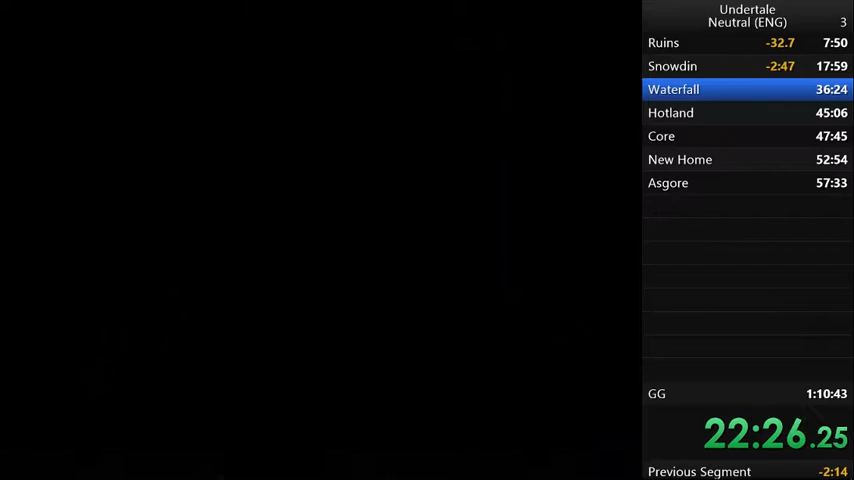 Undertale
Neutral (ENG) 3
Ruins -32.7 7:50
Snowdin -2:47 17:59
Waterfall 36:24
Hotland 45:06
Core 47:45
New Home 52:54
Asgore 57:33
GG 1:10:43
22:26.25
Previous Segment -2:14